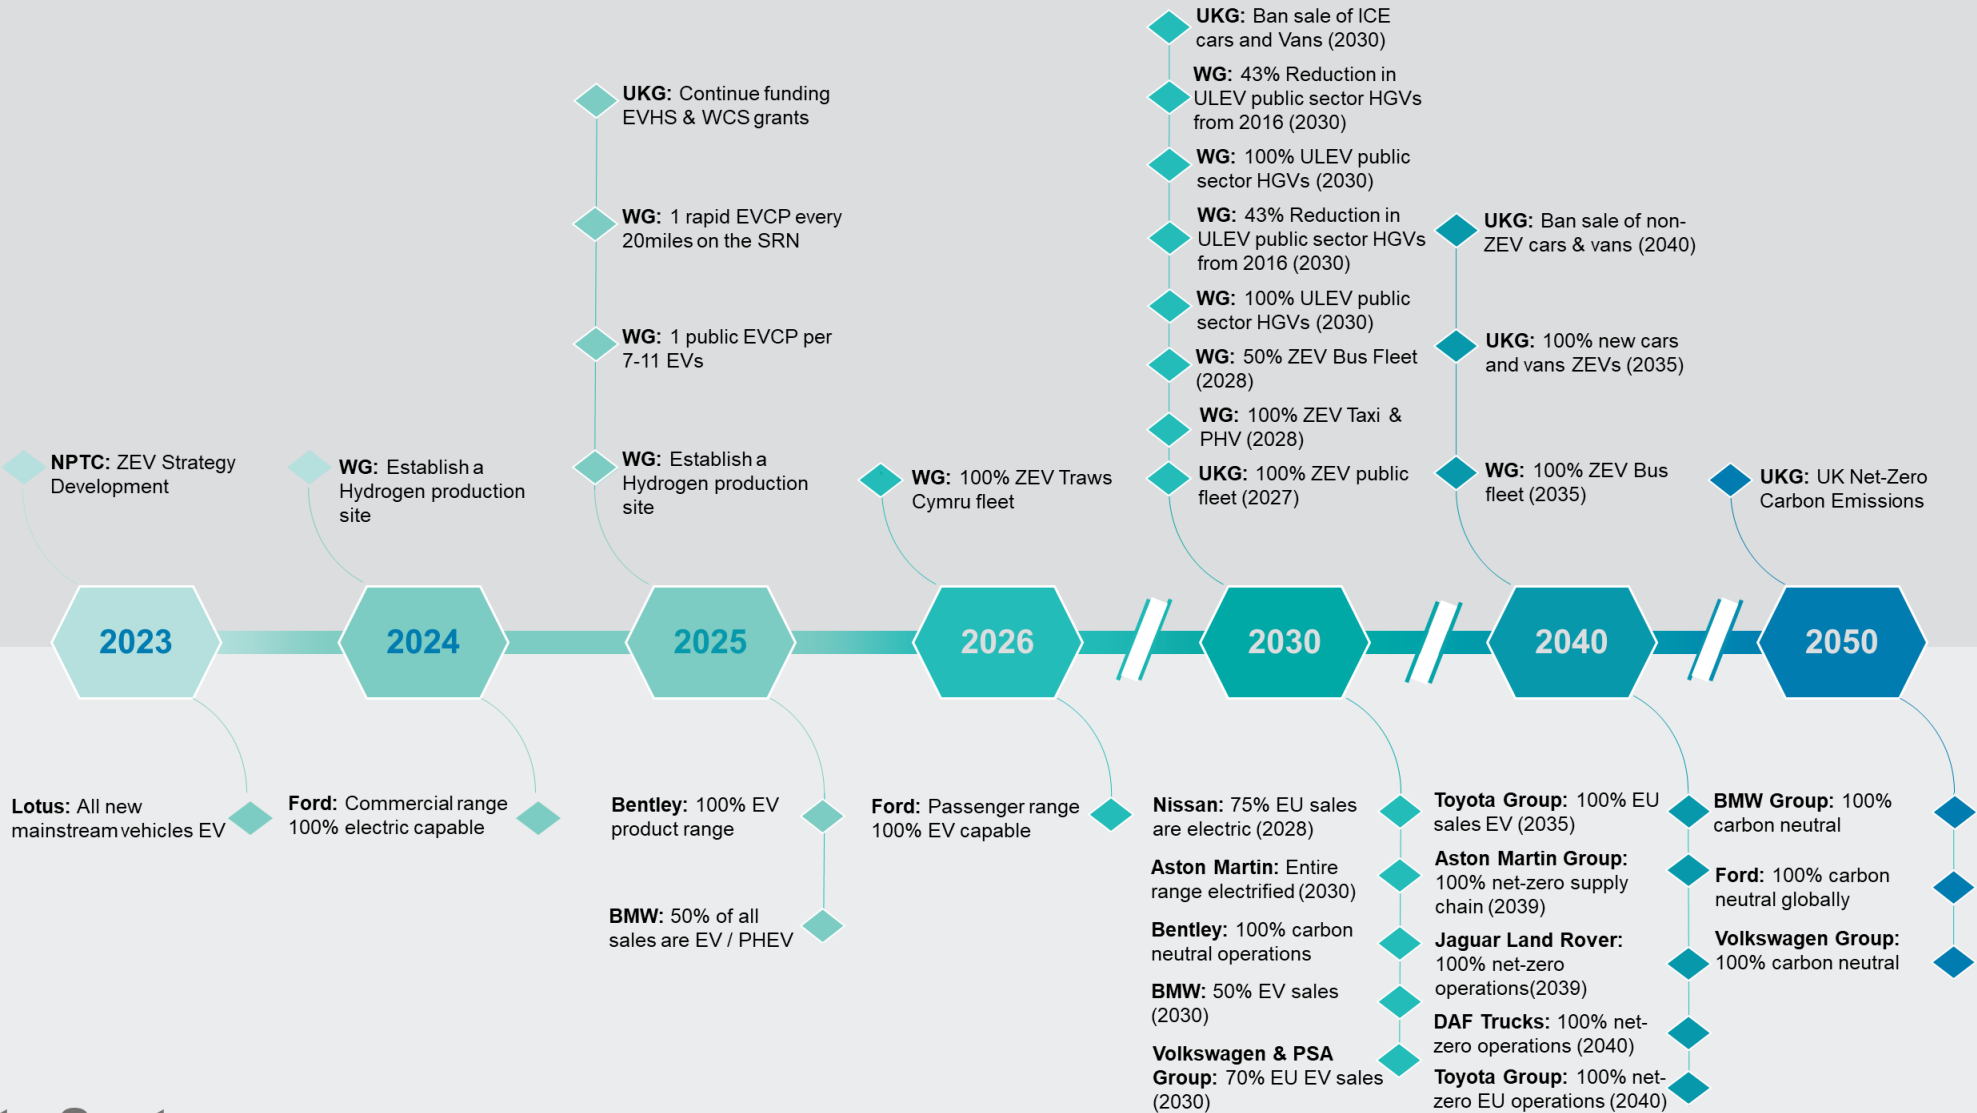 UKG: Ban sale of ICE
cars and Vans (2030)
WG: 43% Reduction in
ULEV public sector HGVs
from 2016 (2030)
WG: 100% ULEV public
sector HGVs (2030)
WG: 43% Reduction in
ULEV public sector HGVs
from 2016 (2030)
WG: 100% ULEV public
sector HGVs (2030)
WG: 50% ZEV Bus Fleet
(2028)
WG: 100% ZEV Taxi &
PHV (2028)
UKG: 100% ZEV public
fleet (2027)
UKG: Continue funding
EVHS & WCS grants
WG: 1 rapid EVCP every
20miles on the SRN
WG: 1 public EVCP per
7-11 EVs
WG: Establish a
Hydrogen production
site
UKG: Ban sale of non-
ZEV cars & vans (2040)
UKG: 100% new cars
and vans ZEVs (2035)
WG: 100% ZEV Bus
fleet (2035)
NPTC: ZEV Strategy
Development
WG: Establish a
Hydrogen production
site
WG: 100% ZEV Traws
Cymru fleet
UKG: UK Net-Zero
Carbon Emissions
2023
2024
2025
2026
2030
2040
2050
Lotus: All new
mainstream vehicles EV
Ford: Commercial range
100% electric capable
Bentley: 100% EV
product range
BMW: 50% of all
sales are EV / PHEV
Ford: Passenger range
100% EV capable
Nissan: 75% EU sales
are electric (2028)
Aston Martin: Entire
range electrified (2030)
Bentley: 100% carbon
neutral operations
BMW: 50% EV sales
(2030)
Volkswagen & PSA
Group: 70% EU EV sales
(2030)
Toyota Group: 100% EU
sales EV (2035)
Aston Martin Group:
100% net-zero supply
chain (2039)
Jaguar Land Rover:
100% net-zero
operations(2039)
DAF Trucks: 100% net-
zero operations (2040)
Toyota Group: 100% net-
zero EU operations (2040)
BMW Group: 100%
carbon neutral
Ford: 100% carbon
neutral globally
Volkswagen Group:
100% carbon neutral